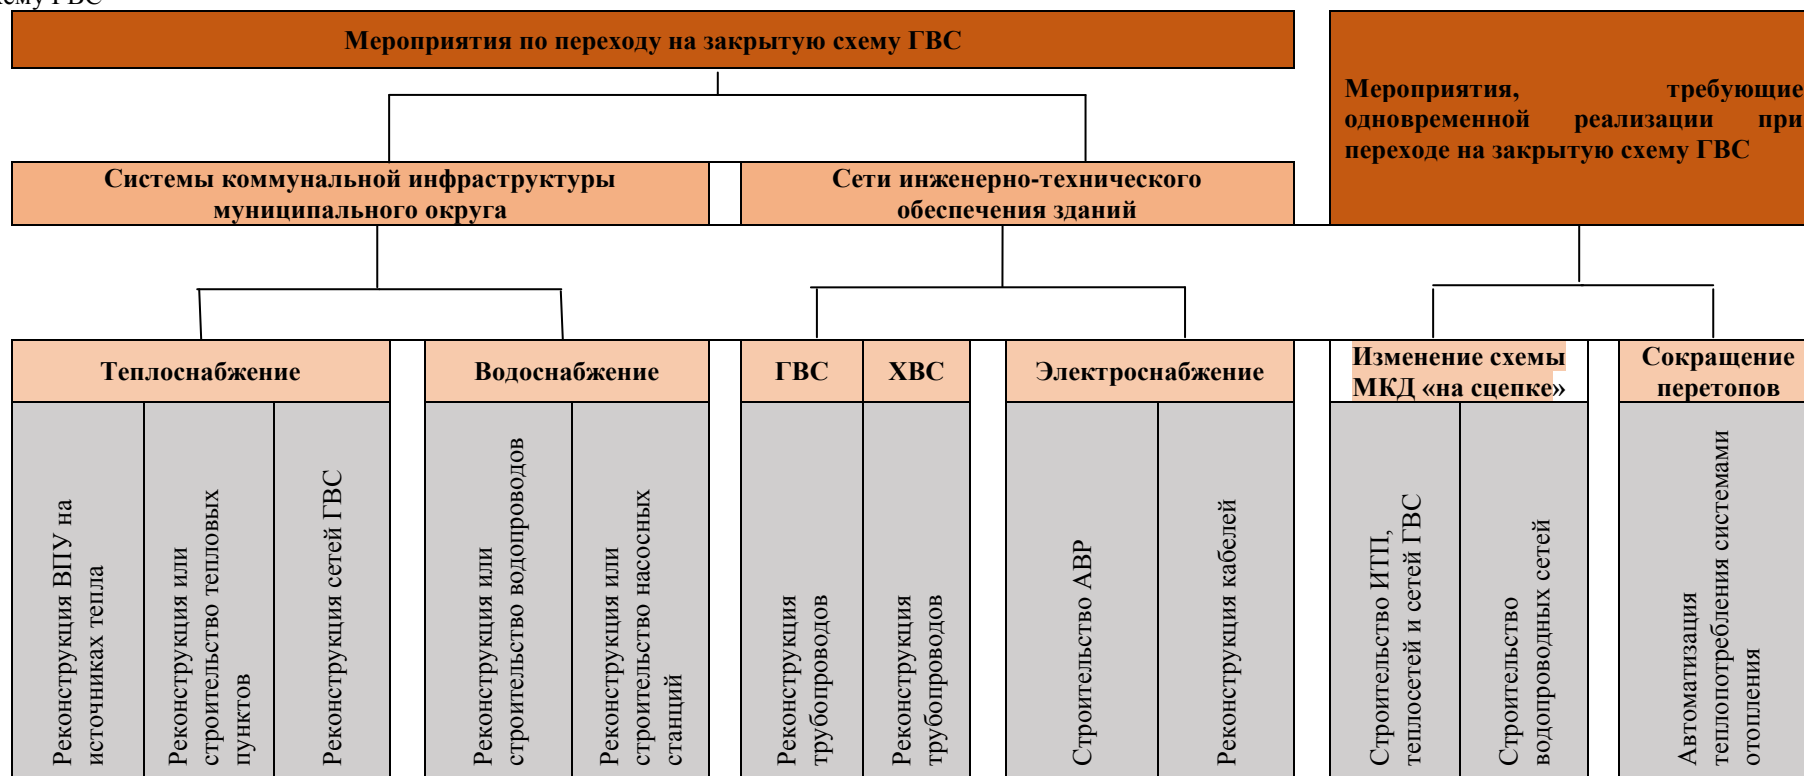 схему ГВС
Мероприятия по переходу на закрытую схему ГВС
Мероприятия, требующие
одновременной реализации при
переходе на закрытую схему ГВС
Системы коммунальной инфраструктуры
муниципального округа
Сети инженерно-технического
обеспечения зданий
Теплоснабжение
Водоснабжение
ГВС
ХВС
Электроснабжение
Изменение схемы
МКД «на сцепке»
Сокращение
перетопов
Реконструкция ВПУ на
источниках тепла
Реконструкция или
строительство тепловых
пунктов
Реконструкция сетей ГВС
Реконструкция или
строительство водопроводов
Реконструкция или
строительство насосных
станций
Реконструкция
трубопроводов
Реконструкция
трубопроводов
Строительство АВР
Реконструкция кабелей
Строительство ИТП,
теплосетей и сетей ГВС
Строительство
водопроводных сетей
Автоматизация
теплопотребления системами
отопления